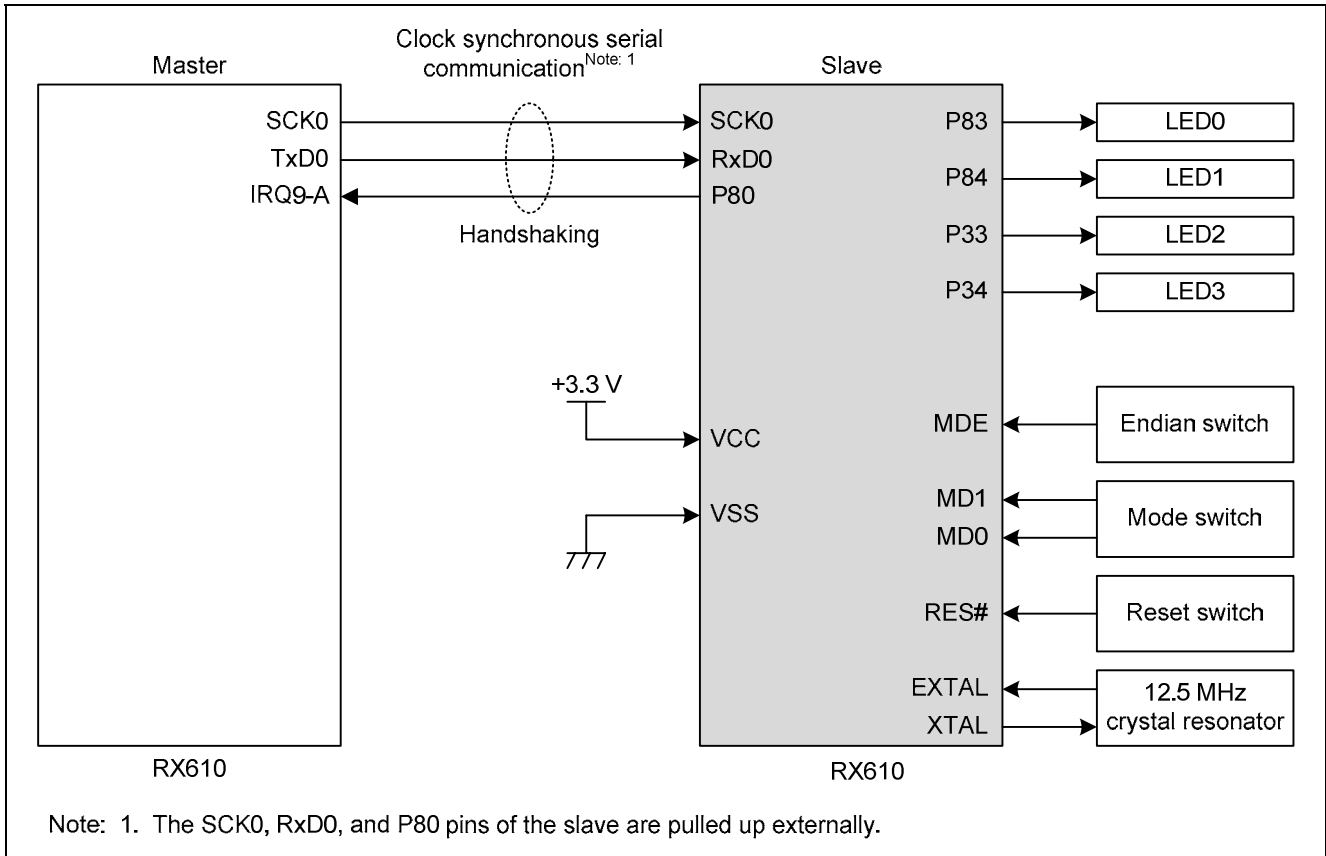 Clock synchronous serial
communication Note: 1
Master
Slave
SCK0
TxD0
IRQ9-A
Handshaking
SCK0
RxD0
P80
+3.3 V
VCC
VSS
P83
P84
P33
P34
MDE
MD1
MD0
RES#
EXTAL
XTAL
LED0
LED1
LED2
LED3
Endian switch
Mode switch
Reset switch
12.5 MHz
crystal resonator
RX610
RX610
Note: 1. The SCK0, RxD0, and P80 pins of the slave are pulled up externally.